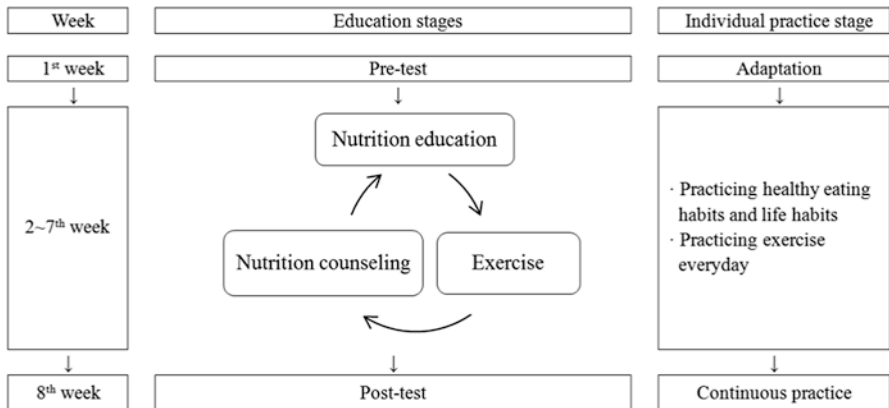 Week Education stages Individual practice stage
1st week Pre-test Adaptation
↓ ↓ ↓
Nutrition education
· Practicing healthy eating
habits and life habits
2~7th week
· Practicing exercise
everyday
Nutrition counseling Exercise
↓ ↓ ↓
8th week Post-test Continuous practice